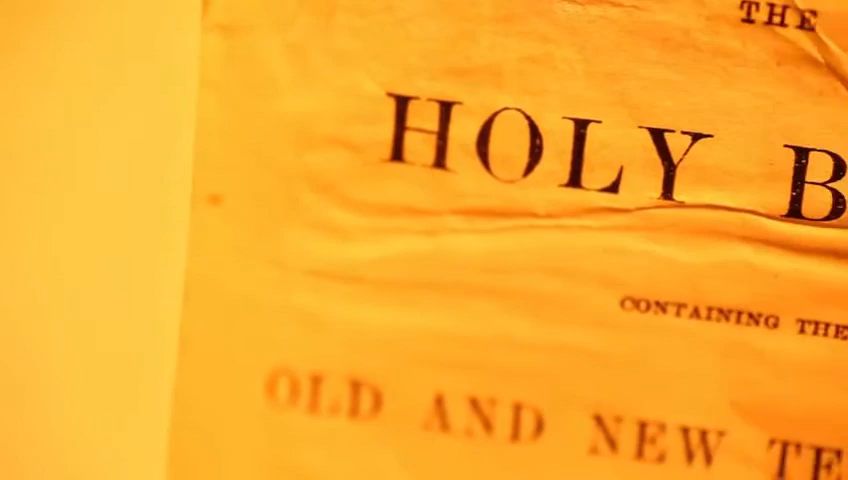 THE
HOLY B
CONTAINING THE
OLD AND NEW TE